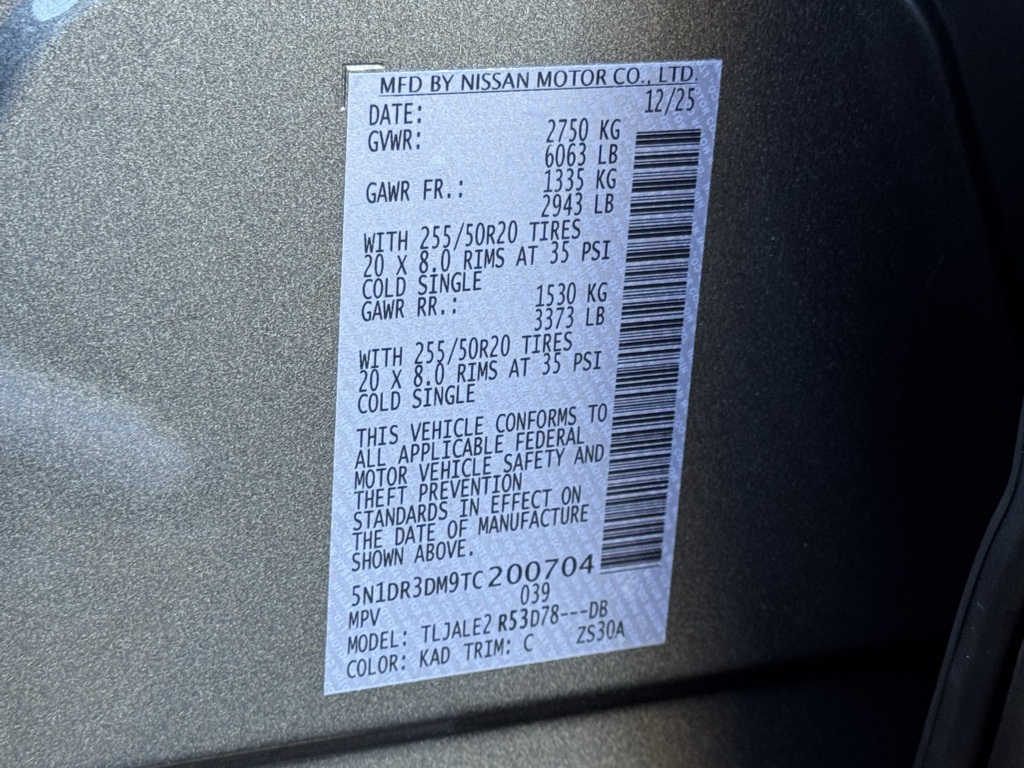 MFD BY NISSAN MOTOR CO., LTD.
DATE: 12/25
GVWR: 2750 KG
6063 LB
GAWR FR.: 1335 KG
2943 LB
WITH 255/50R20 TIRES
20 X 8.0 RIMS AT 35 PSI
COLD SINGLE
GAWR RR.: 1530 KG
3373 LB
WITH 255/50R20 TIRES
20 X 8.0 RIMS AT 35 PSI
COLD SINGLE
THIS VEHICLE CONFORMS TO
ALL APPLICABLE FEDERAL
MOTOR VEHICLE SAFETY AND
THEFT PREVENTION
STANDARDS IN EFFECT ON
THE DATE OF MANUFACTURE
SHOWN ABOVE.
5N1DR3DM9TC200704
MPV 039
MODEL: TLJALE2 R53D78---DB
COLOR: KAD TRIM: C ZS30A